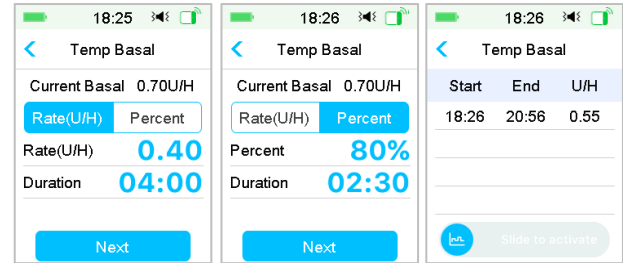 18:25
Temp Basal
Current Basal 0.70U/H
Rate(U/H) Percent
Rate(U/H) 0.40
Duration 04:00
Next
18:26
Temp Basal
Current Basal 0.70U/H
Rate(U/H) Percent
Percent 80%
Duration 02:30
Next
18:26
Temp Basal
Start End U/H
18:26 20:56 0.55
Slide to activate